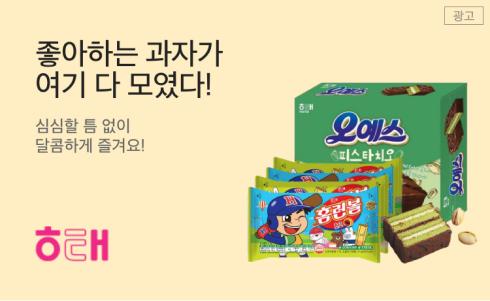 광고
좋아하는 과자가
여기 다 모였다!
심심할 틈 없이
달콤하게 즐겨요!
해태
해태
오예스
피스타치오
홈런볼